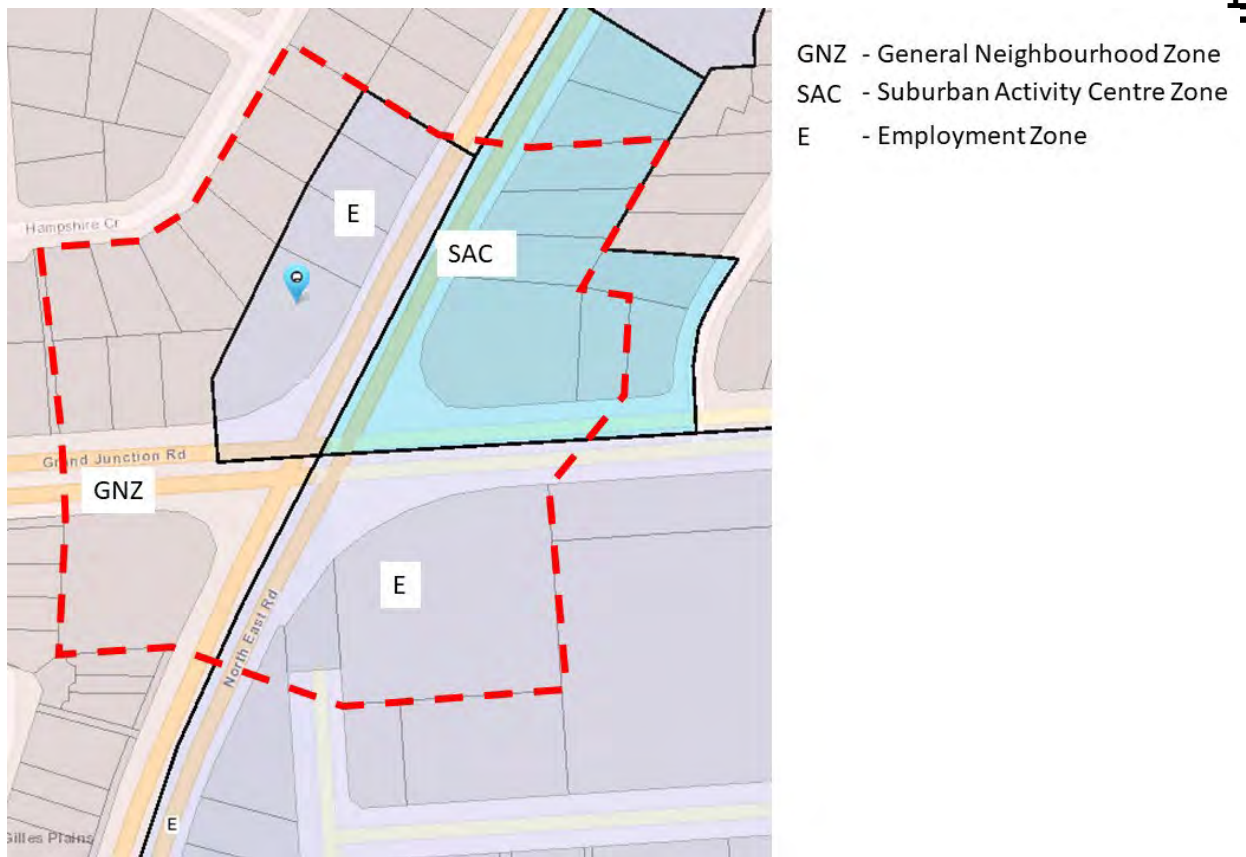 GNZ - General Neighbourhood Zone
SAC - Suburban Activity Centre Zone
E - Employment Zone
E
Hampshire Cr
SAC
Grand Junction Rd
GNZ
E
North East Rd
E
Gilles Plains